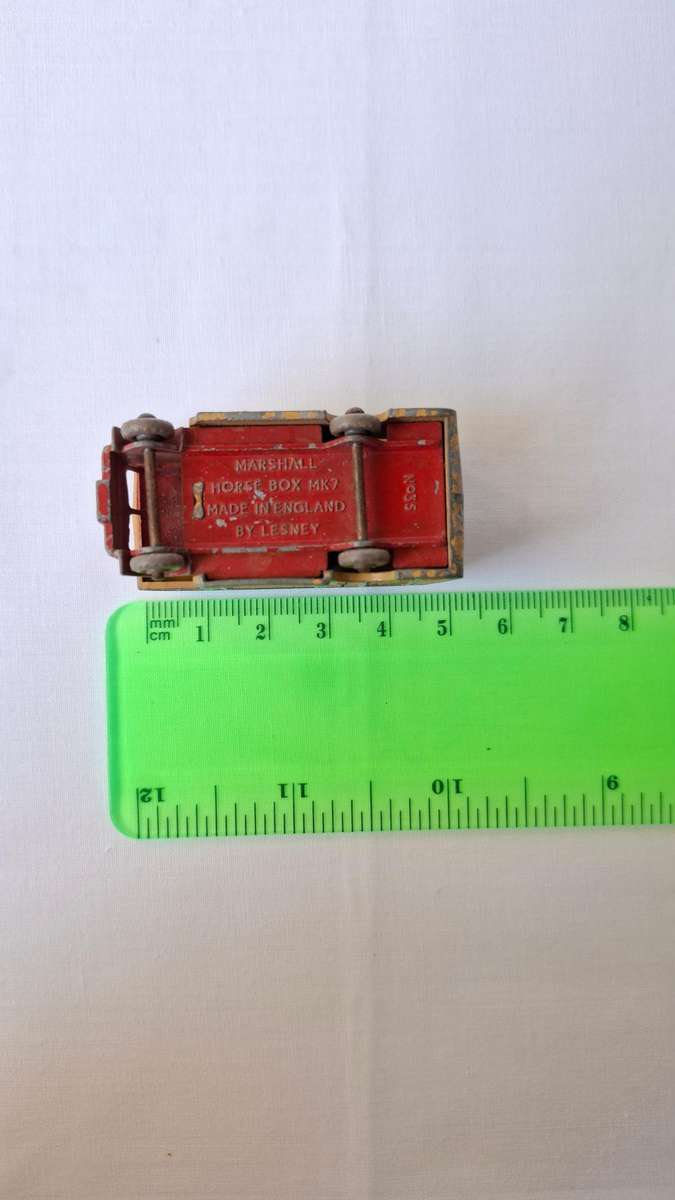 MARSHALL
HORSE BOX MK7
MADE IN ENGLAND
BY LESNEY
No35
mm
cm 1 2 3 4 5 6 7 8
12 11 10 9